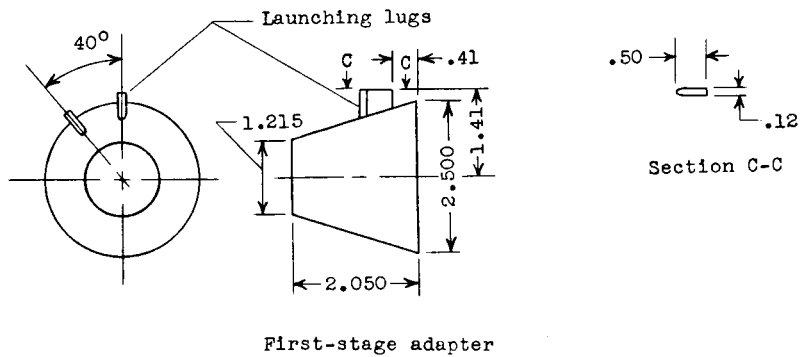 Launching lugs
40°
C
C
.41
.50
1.215
1.41
2.500
.12
Section C-C
2.050
First-stage adapter